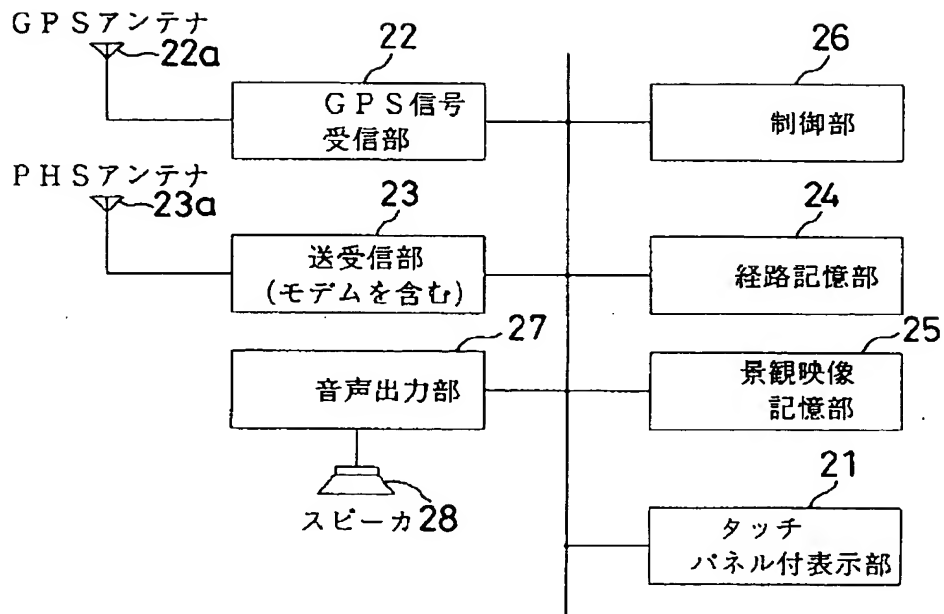 GPSアンテナ
22a
22
GPS信号
受信部
26
制御部
PHSアンテナ
23a
23
送受信部
(モデムを含む)
24
経路記憶部
27
音声出力部
25
景観映像
記憶部
スピーカ28
21
タッチ
パネル付表示部